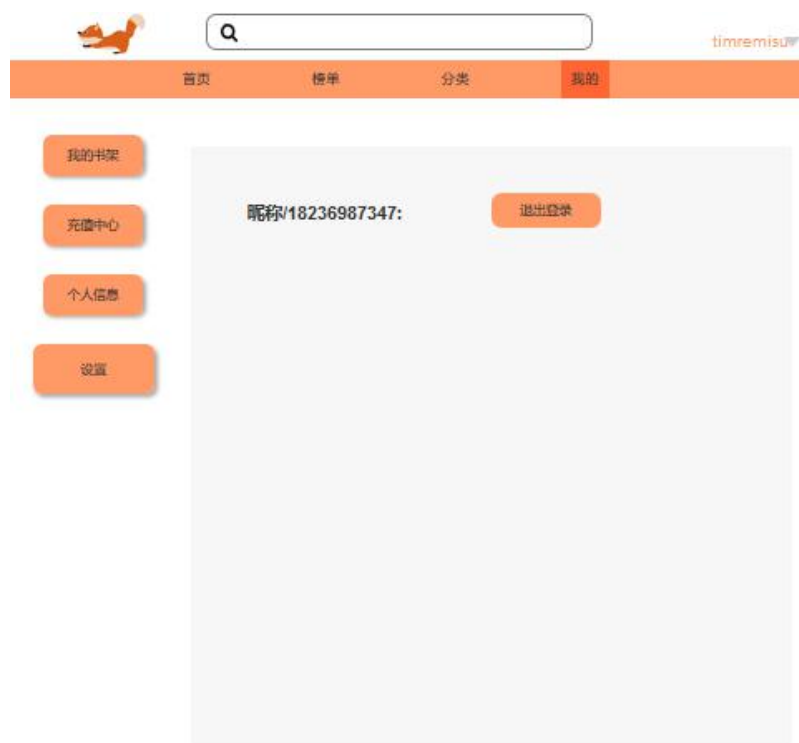 timremisu
首页 榜单 分类 我的
我的书架
昵称/18236987347:
退出登录
充值中心
个人信息
设置